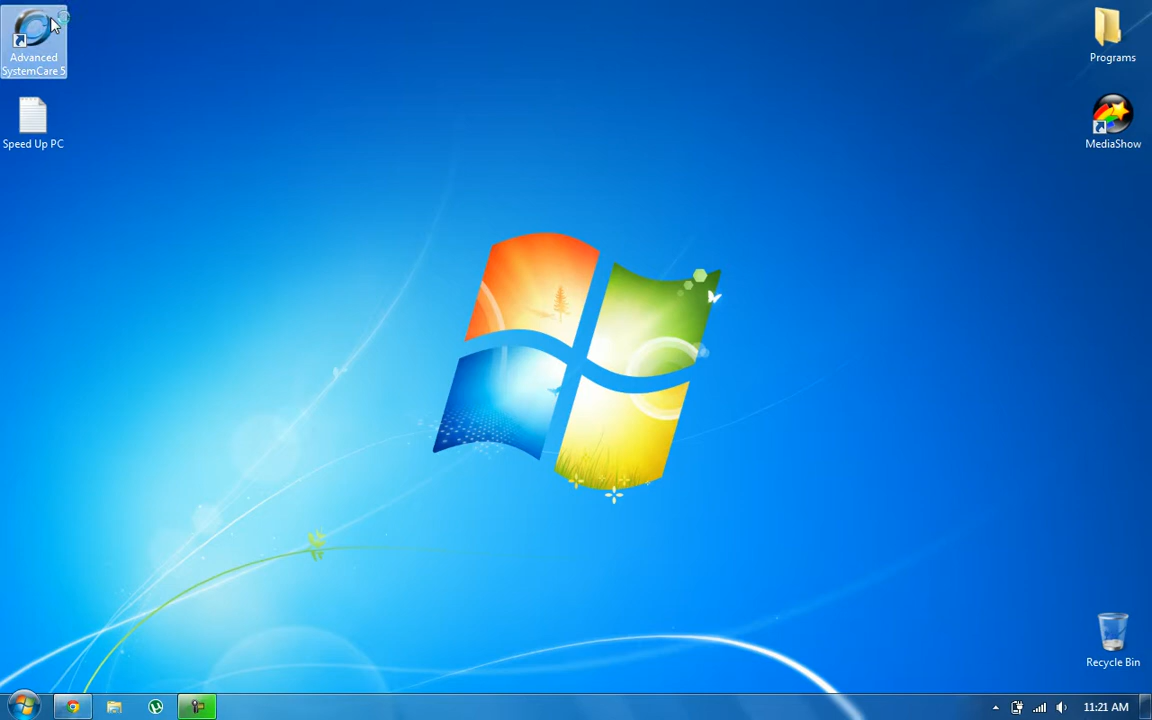 Advanced
SystemCare 5
Speed Up PC
Programs
MediaShow
Recycle Bin
11:21 AM